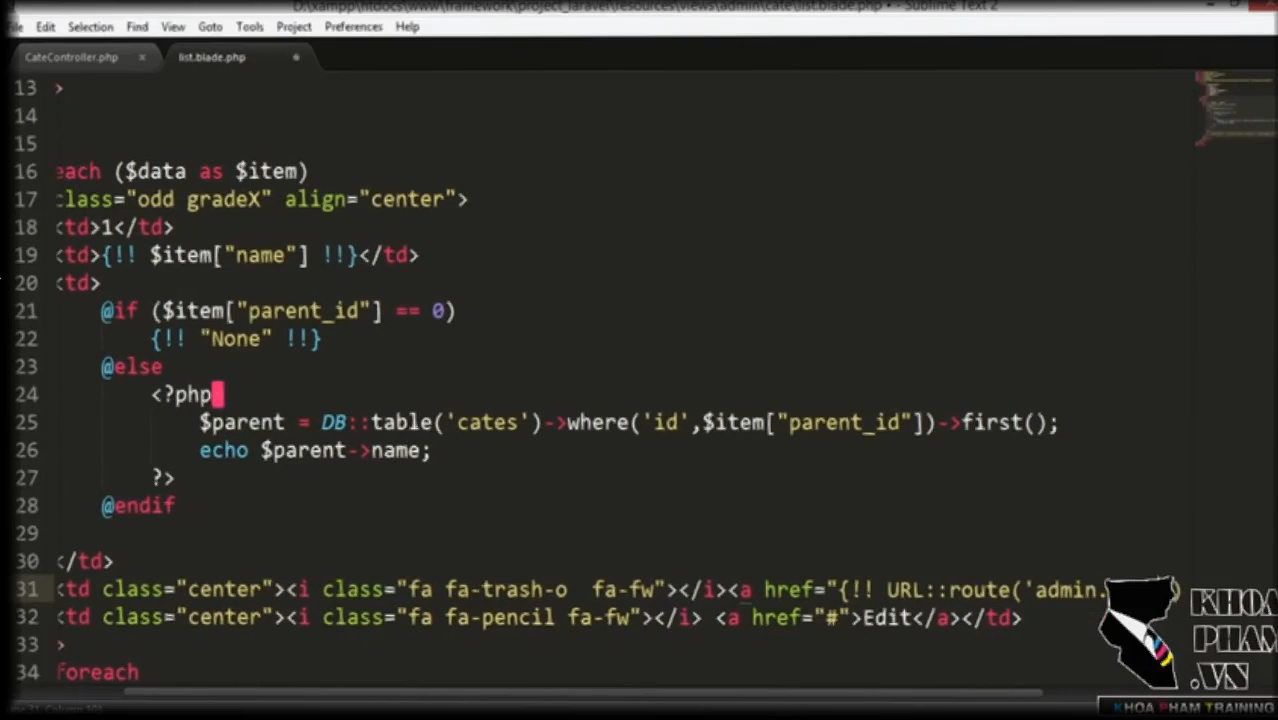 D:\xampp\htdocs\www\framework\project_laravel\resources\views\admin\cate\list.blade.php • - Sublime Text 2
File Edit Selection Find View Goto Tools Project Preferences Help
CateController.php × list.blade.php
13 >
14
15
16 each ($data as $item)
17 class="odd gradeX" align="center">
18 <td>1</td>
19 <td>{!! $item["name"] !!}</td>
20 <td>
21 @if ($item["parent_id"] == 0)
22 {!! "None" !!}
23 @else
24 <?php
25 $parent = DB::table('cates')->where('id',$item["parent_id"])->first();
26 echo $parent->name;
27 ?>
28 @endif
29
30 </td>
31 <td class="center"><i class="fa fa-trash-o  fa-fw"></i><a href="{!! URL::route('admin.
32 <td class="center"><i class="fa fa-pencil fa-fw"></i> <a href="#">Edit</a></td>
33 >
34 foreach
KHOA
PHAM
.VN
KHOA PHAM TRAINING